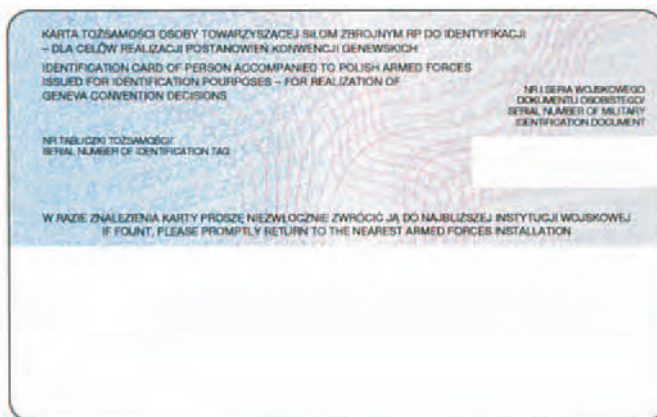 KARTA TOŻSAMOŚCI OSOBY TOWARZYSZĄCEJ SIŁOM ZBROJNYM RP DO IDENTYFIKACJI
– DLA CELÓW REALIZACJI POSTANOWIEŃ KONWENCJI GENEWSKICH
IDENTIFICATION CARD OF PERSON ACCOMPANIED TO POLISH ARMED FORCES
ISSUED FOR IDENTIFICATION POURPOSES – FOR REALIZATION OF
GENEVA CONVENTION DECISIONS
NR I SERIA WOJSKOWEGO
DOKUMENTU OSOBISTEGO/
SERIAL NUMBER OF MILITARY
IDENTIFICATION DOCUMENT
NR TABLICZKI TOŻSAMOŚCI/
SERIAL NUMBER OF IDENTIFICATION TAG
W RAZIE ZNALEZIENIA KARTY PROSZĘ NIEZWŁOCZNIE ZWRÓCIĆ JĄ DO NAJBLIŻSZEJ INSTYTUCJI WOJSKOWEJ
IF FOUNT, PLEASE PROMPTLY RETURN TO THE NEAREST ARMED FORCES INSTALLATION